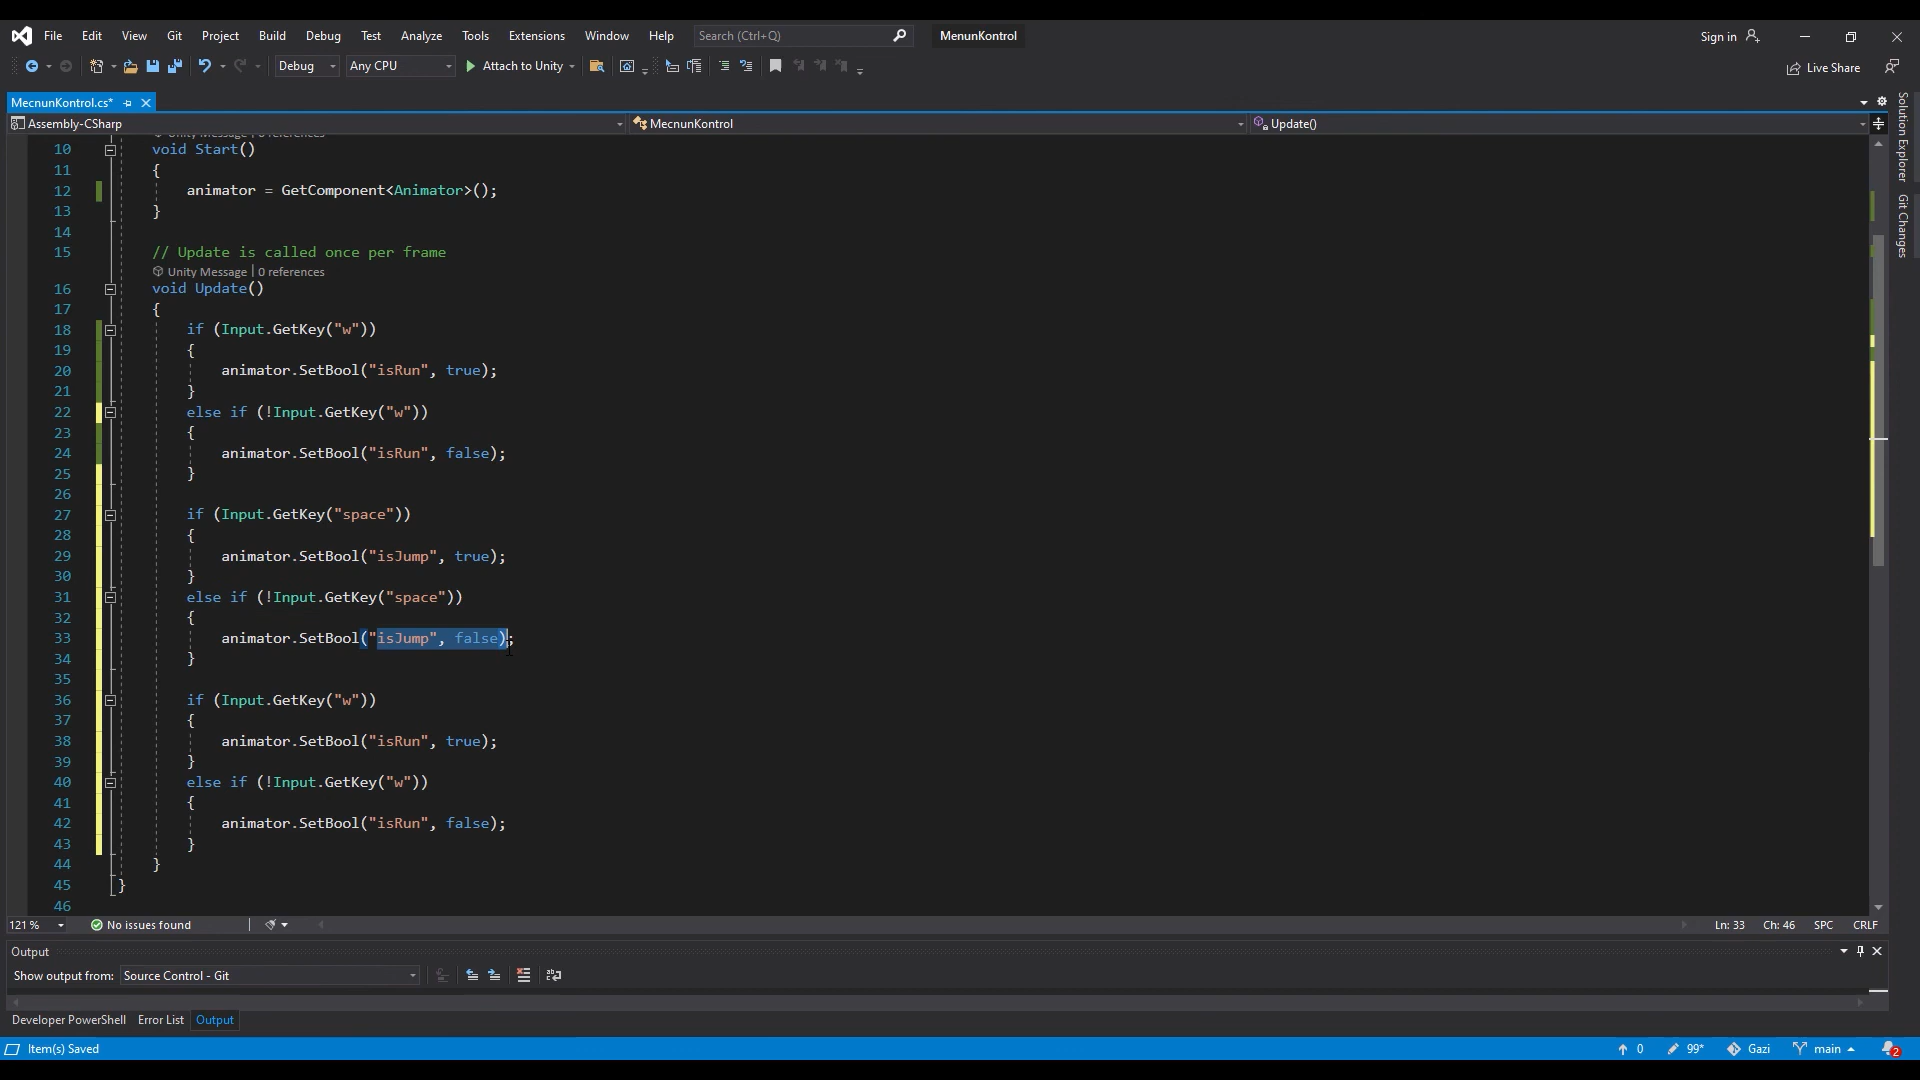 File Edit View Git Project Build Debug Test Analyze Tools Extensions Window Help Search (Ctrl+Q) MenunKontrol Sign in
Debug Any CPU Attach to Unity Live Share
MecnunKontrol.cs*
Assembly-CSharp MecnunKontrol Update()
Solution Explorer
Git Changes
10 void Start()
11 {
12 animator = GetComponent<Animator>();
13 }
14
15 // Update is called once per frame
Unity Message | 0 references
16 void Update()
17 {
18 if (Input.GetKey("w"))
19 {
20 animator.SetBool("isRun", true);
21 }
22 else if (!Input.GetKey("w"))
23 {
24 animator.SetBool("isRun", false);
25 }
26
27 if (Input.GetKey("space"))
28 {
29 animator.SetBool("isJump", true);
30 }
31 else if (!Input.GetKey("space"))
32 {
33 animator.SetBool("isJump", false);
34 }
35
36 if (Input.GetKey("w"))
37 {
38 animator.SetBool("isRun", true);
39 }
40 else if (!Input.GetKey("w"))
41 {
42 animator.SetBool("isRun", false);
43 }
44 }
45 }
46
121 % No issues found Ln: 33 Ch: 46 SPC CRLF
Output
Show output from: Source Control - Git
Developer PowerShell Error List Output
Item(s) Saved 0 99* Gazi main 2